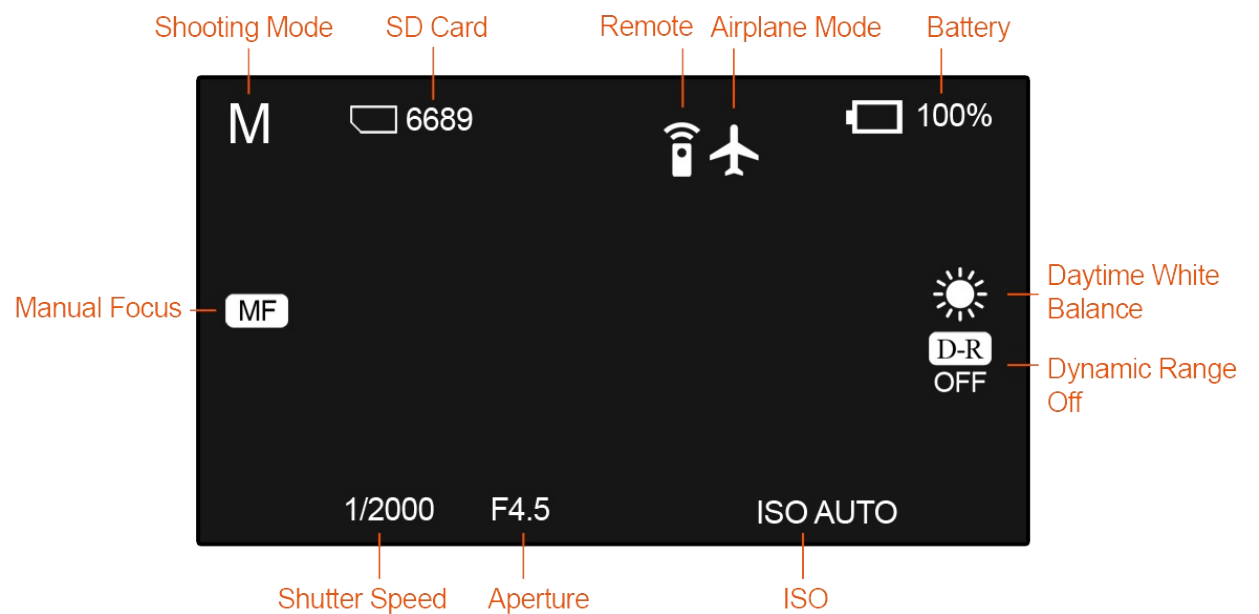 Shooting Mode
SD Card
Remote
Airplane Mode
Battery
M
6689
100%
Manual Focus
MF
Daytime White
Balance
D-R
OFF
Dynamic Range
Off
1/2000
F4.5
ISO AUTO
Shutter Speed
Aperture
ISO